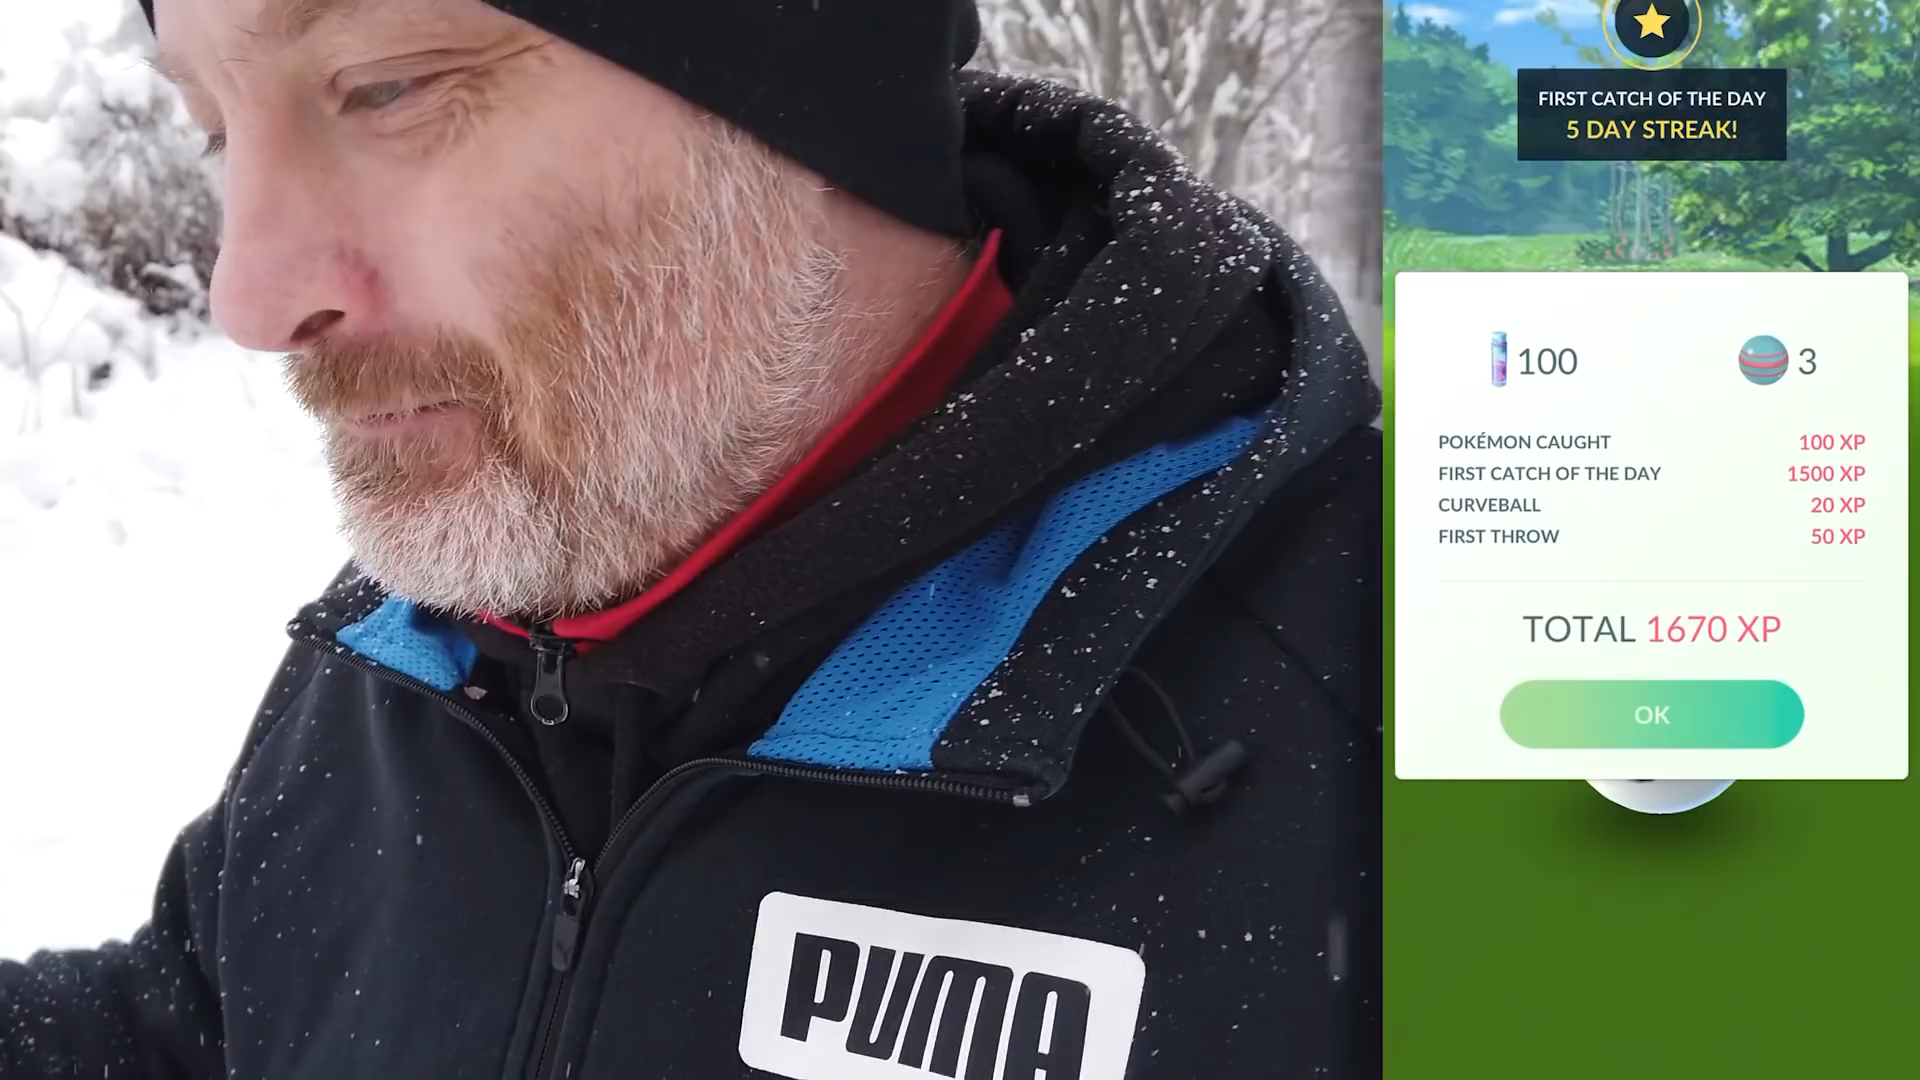 FIRST CATCH OF THE DAY
5 DAY STREAK!
100
3
POKÉMON CAUGHT 100 XP
FIRST CATCH OF THE DAY 1500 XP
CURVEBALL 20 XP
FIRST THROW 50 XP
TOTAL 1670 XP
OK
PUMA